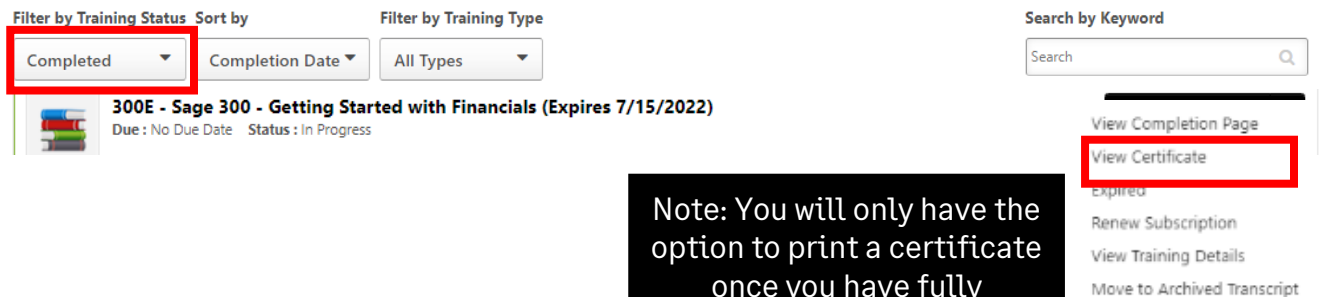 Filter by Training Status Sort by Filter by Training Type Search by Keyword
Completed Completion Date All Types Search
300E - Sage 300 - Getting Started with Financials (Expires 7/15/2022)
Due : No Due Date Status : In Progress
View Completion Page
View Certificate
Expired
Renew Subscription
View Training Details
Move to Archived Transcript
Note: You will only have the
option to print a certificate
once you have fully